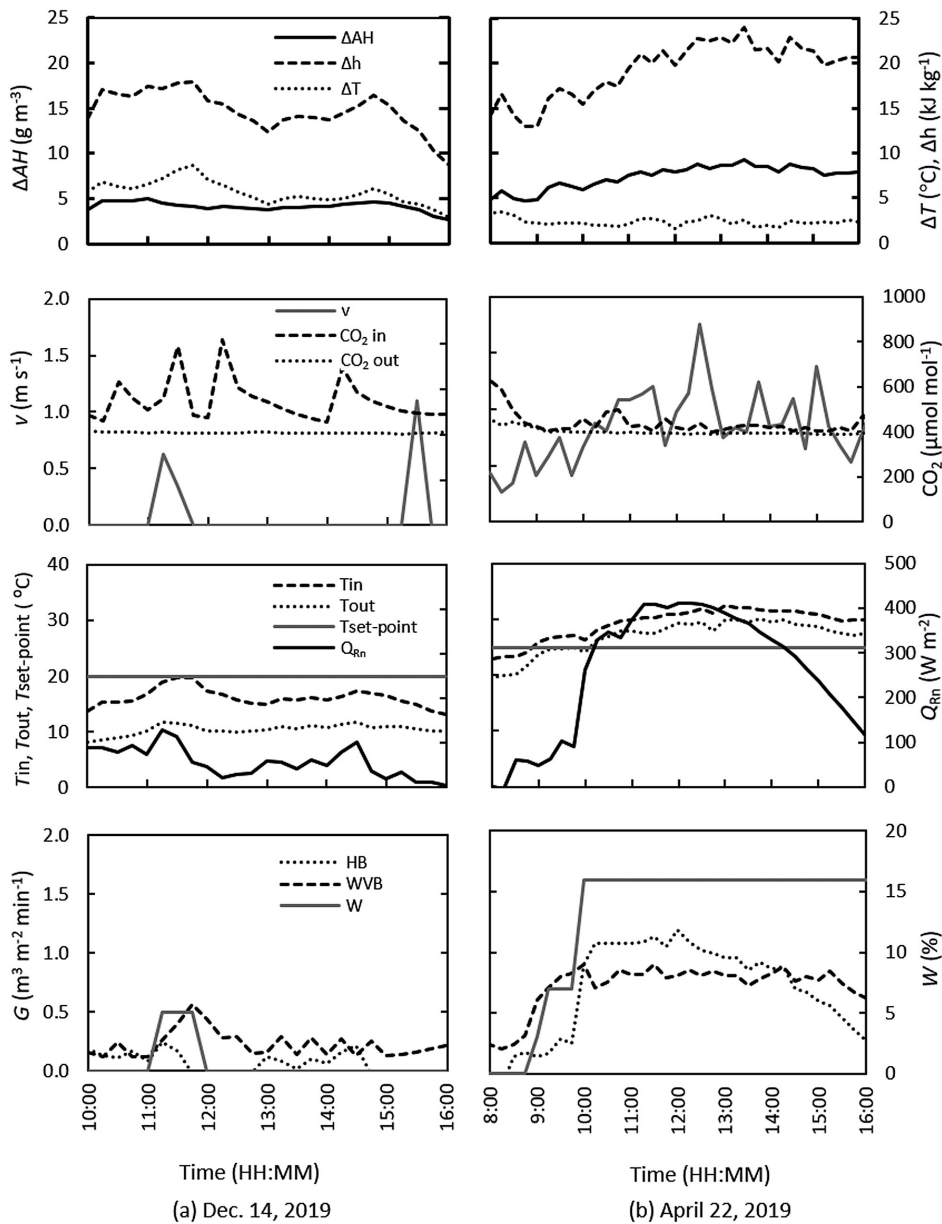 25
20
15
10
5
0
ΔAH (g m-3)
ΔAH
Δh
ΔT
25
20
15
10
5
0
ΔT (°C), Δh (kJ kg-1)
2.0
1.5
1.0
0.5
0.0
v (m s-1)
v
CO2 in
CO2 out
1000
800
600
400
200
0
CO2 (μmol mol-1)
40
30
20
10
0
Tin, Tout, Tset-point ( °C)
Tin
Tout
Tset-point
QRn
500
400
300
200
100
0
QRn (W m-2)
2.0
1.5
1.0
0.5
0.0
G (m3 m-2 min-1)
HB
WVB
W
20
15
10
5
0
W (%)
10:00
11:00
12:00
13:00
14:00
15:00
16:00
8:00
9:00
10:00
11:00
12:00
13:00
14:00
15:00
16:00
Time (HH:MM)
Time (HH:MM)
(a) Dec. 14, 2019
(b) April 22, 2019